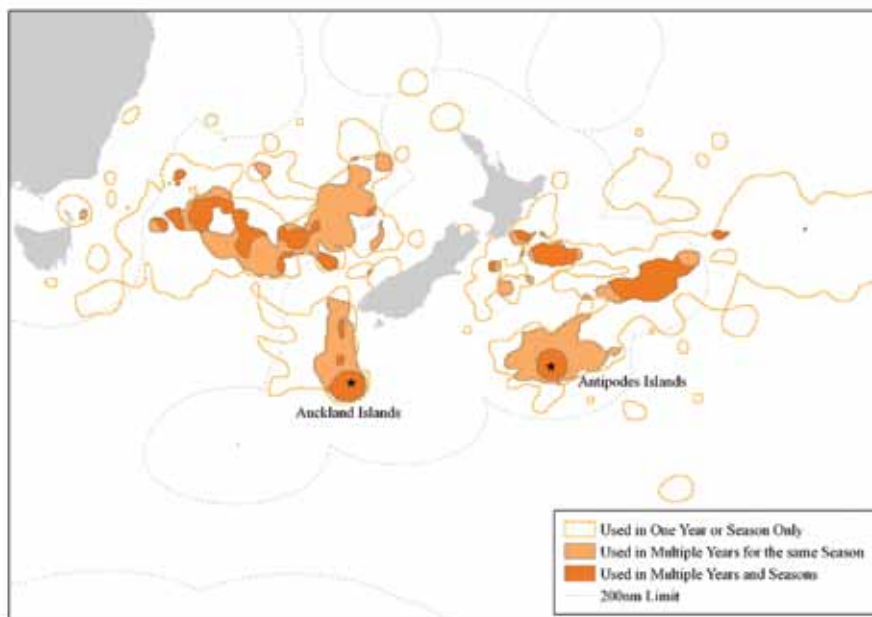 Antipodes Islands
Auckland Islands
Used in One Year or Season Only
Used in Multiple Years for the same Season
Used in Multiple Years and Seasons
200nm Limit